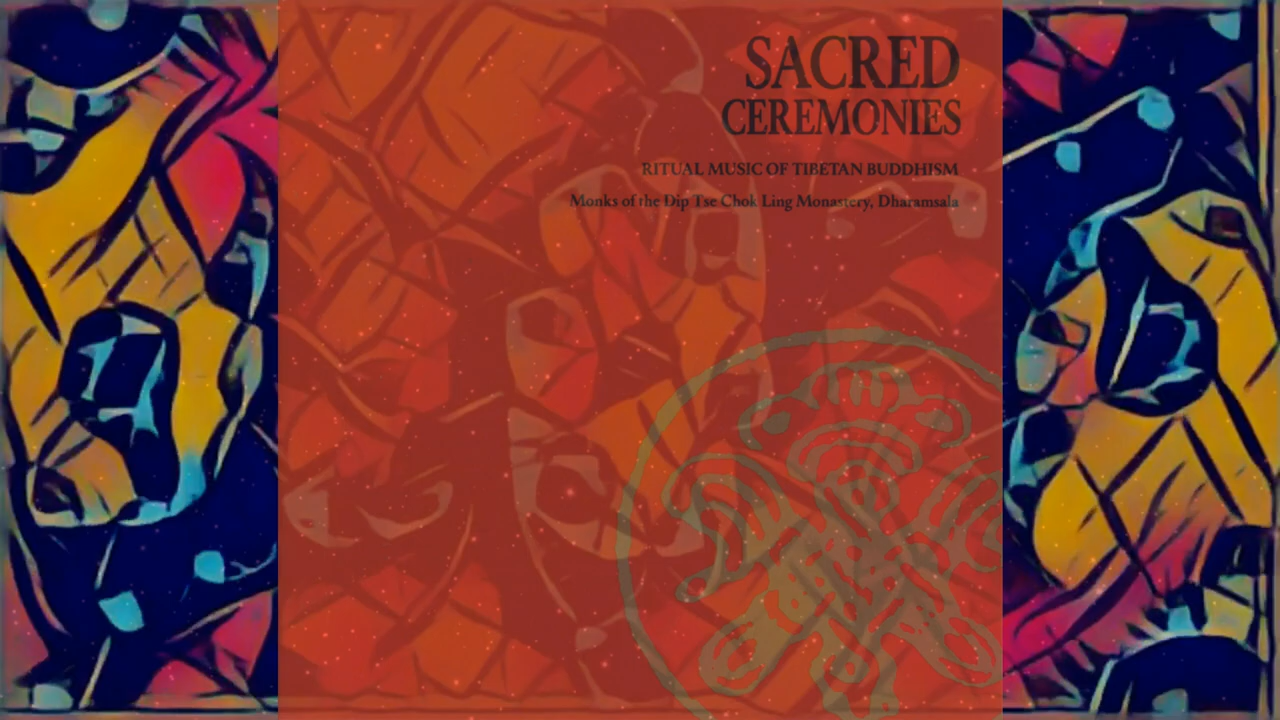 SACRED
CEREMONIES
RITUAL MUSIC OF TIBETAN BUDDHISM
Monks of the Dip Tse Chok Ling Monastery, Dharamsala